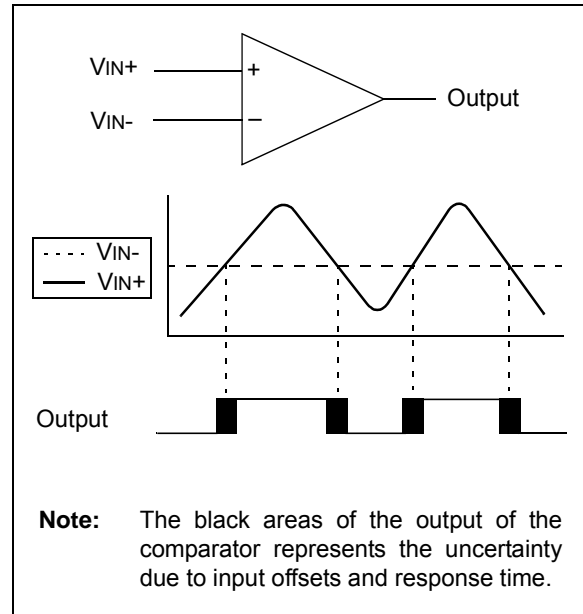 VIN+
+
Output
VIN-
–
VIN-
VIN+
Output
Note: The black areas of the output of the
comparator represents the uncertainty
due to input offsets and response time.